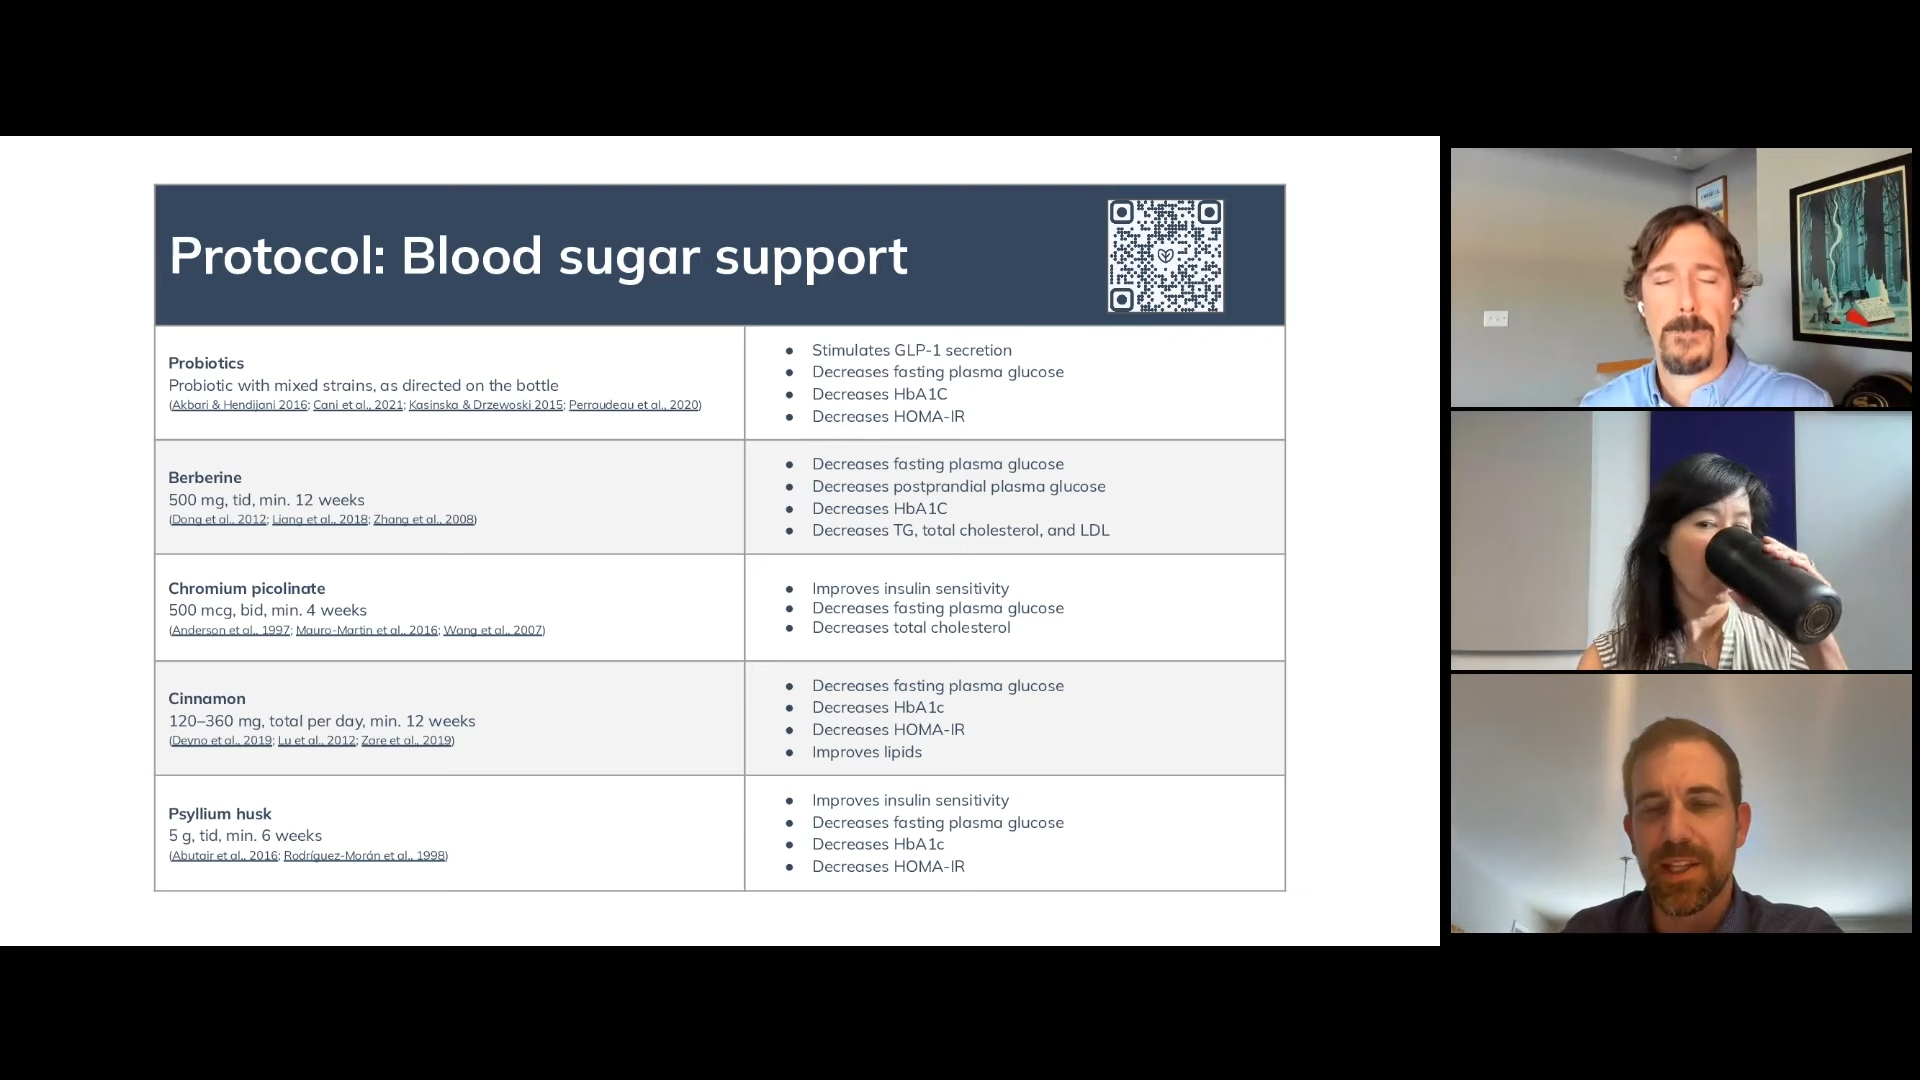 Protocol: Blood sugar support
Probiotics
Probiotic with mixed strains, as directed on the bottle
(Akbari & Hendijani 2016; Cani et al., 2021; Kasinska & Drzewoski 2015; Perraudeau et al., 2020)
● Stimulates GLP-1 secretion
● Decreases fasting plasma glucose
● Decreases HbA1C
● Decreases HOMA-IR
Berberine
500 mg, tid, min. 12 weeks
(Dong et al., 2012; Liang et al., 2018; Zhang et al., 2008)
● Decreases fasting plasma glucose
● Decreases postprandial plasma glucose
● Decreases HbA1C
● Decreases TG, total cholesterol, and LDL
Chromium picolinate
500 mcg, bid, min. 4 weeks
(Anderson et al., 1997; Mauro-Martin et al., 2016; Wang et al., 2007)
● Improves insulin sensitivity
● Decreases fasting plasma glucose
● Decreases total cholesterol
Cinnamon
120–360 mg, total per day, min. 12 weeks
(Deyno et al., 2019; Lu et al., 2012; Zare et al., 2019)
● Decreases fasting plasma glucose
● Decreases HbA1c
● Decreases HOMA-IR
● Improves lipids
Psyllium husk
5 g, tid, min. 6 weeks
(Abutair et al., 2016; Rodríguez-Morán et al., 1998)
● Improves insulin sensitivity
● Decreases fasting plasma glucose
● Decreases HbA1c
● Decreases HOMA-IR